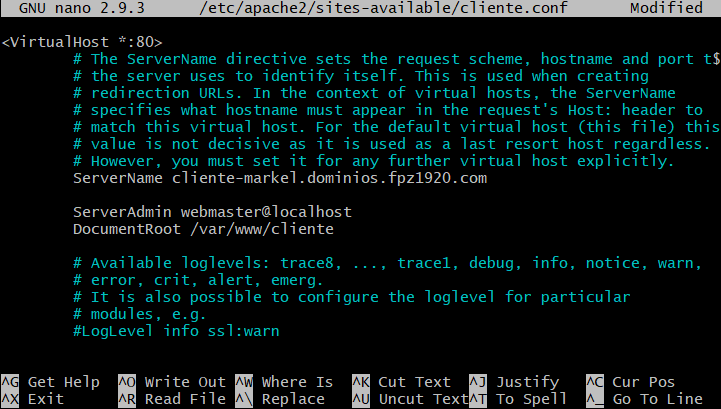 GNU nano 2.9.3 /etc/apache2/sites-available/cliente.conf Modified
<VirtualHost *:80>
# The ServerName directive sets the request scheme, hostname and port t$
# the server uses to identify itself. This is used when creating
# redirection URLs. In the context of virtual hosts, the ServerName
# specifies what hostname must appear in the request's Host: header to
# match this virtual host. For the default virtual host (this file) this
# value is not decisive as it is used as a last resort host regardless.
# However, you must set it for any further virtual host explicitly.
ServerName cliente-markel.dominios.fpz1920.com
ServerAdmin webmaster@localhost
DocumentRoot /var/www/cliente
# Available loglevels: trace8, ..., trace1, debug, info, notice, warn,
# error, crit, alert, emerg.
# It is also possible to configure the loglevel for particular
# modules, e.g.
#LogLevel info ssl:warn
^G Get Help ^O Write Out ^W Where Is ^K Cut Text ^J Justify ^C Cur Pos
^X Exit ^R Read File ^\ Replace ^U Uncut Text ^T To Spell ^_ Go To Line